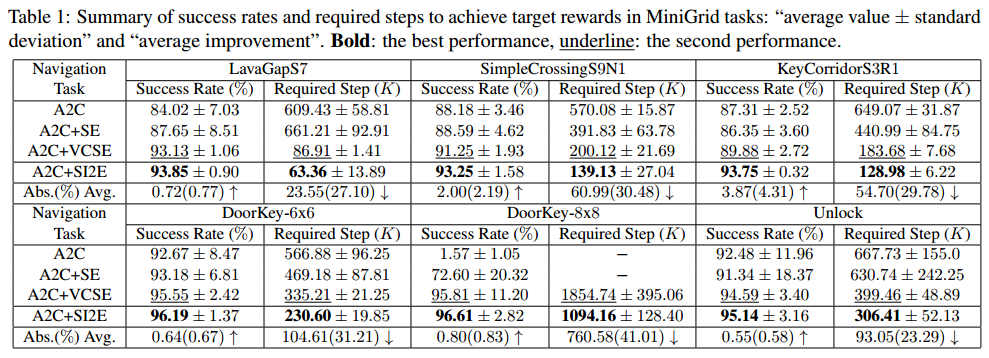 Table 1: Summary of success rates and required steps to achieve target rewards in MiniGrid tasks: “average value ± standard
deviation” and “average improvement”. Bold: the best performance, underline: the second performance.
Navigation LavaGapS7 SimpleCrossingS9N1 KeyCorridorS3R1
Task Success Rate (%) Required Step (K) Success Rate (%) Required Step (K) Success Rate (%) Required Step (K)
A2C 84.02 ± 7.03 609.43 ± 58.81 88.18 ± 3.46 570.08 ± 15.87 87.31 ± 2.52 649.07 ± 31.87
A2C+SE 87.65 ± 8.51 661.21 ± 92.91 88.59 ± 4.62 391.83 ± 63.78 86.35 ± 3.60 440.99 ± 84.75
A2C+VCSE 93.13 ± 1.06 86.91 ± 1.41 91.25 ± 1.93 200.12 ± 21.69 89.88 ± 2.72 183.68 ± 7.68
A2C+SI2E 93.85 ± 0.90 63.36 ± 13.89 93.25 ± 1.58 139.13 ± 27.04 93.75 ± 0.32 128.98 ± 6.22
Abs.(%) Avg. 0.72(0.77) ↑ 23.55(27.10) ↓ 2.00(2.19) ↑ 60.99(30.48) ↓ 3.87(4.31) ↑ 54.70(29.78) ↓
Navigation DoorKey-6x6 DoorKey-8x8 Unlock
Task Success Rate (%) Required Step (K) Success Rate (%) Required Step (K) Success Rate (%) Required Step (K)
A2C 92.67 ± 8.47 566.88 ± 96.25 1.57 ± 1.05 – 92.48 ± 11.96 667.73 ± 155.0
A2C+SE 93.18 ± 6.81 469.18 ± 87.81 72.60 ± 20.32 – 91.34 ± 18.37 630.74 ± 242.25
A2C+VCSE 95.55 ± 2.42 335.21 ± 21.25 95.81 ± 11.20 1854.74 ± 395.06 94.59 ± 3.40 399.46 ± 48.89
A2C+SI2E 96.19 ± 1.37 230.60 ± 19.85 96.61 ± 2.82 1094.16 ± 128.40 95.14 ± 3.16 306.41 ± 52.13
Abs.(%) Avg. 0.64(0.67) ↑ 104.61(31.21) ↓ 0.80(0.83) ↑ 760.58(41.01) ↓ 0.55(0.58) ↑ 93.05(23.29) ↓